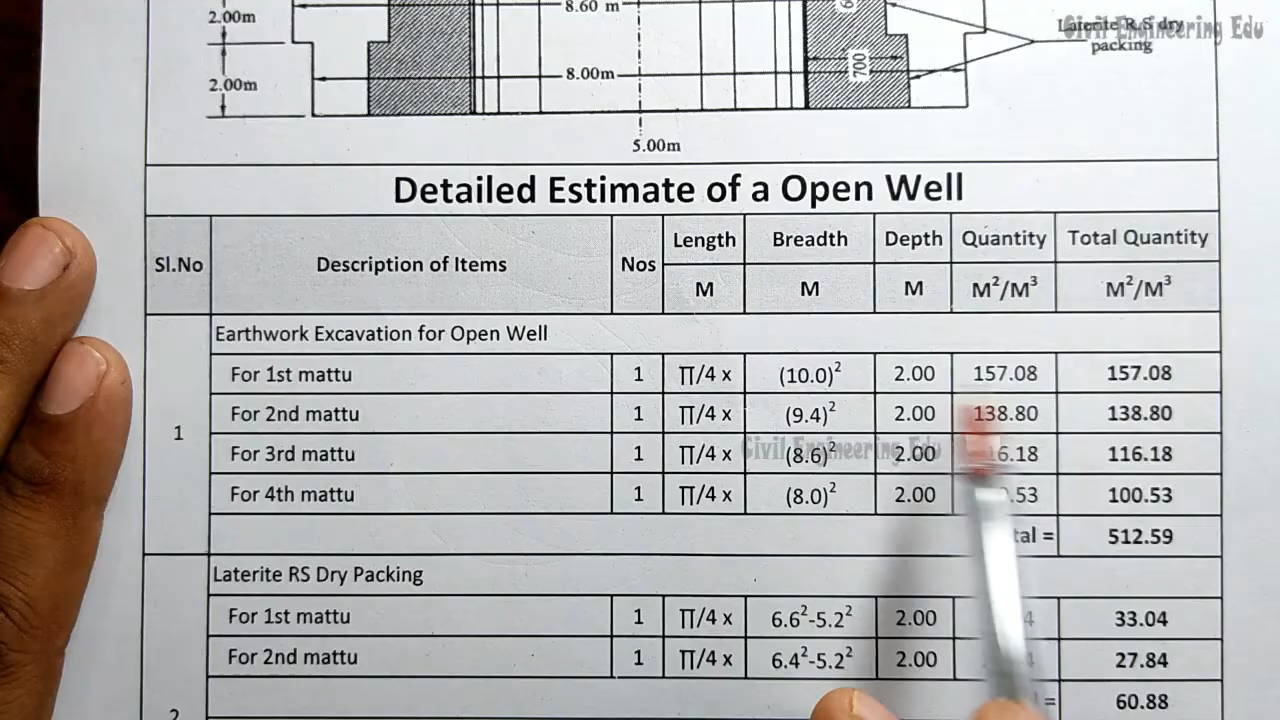 2.00m
8.60 m
Laterite R S dry
packing
Civil Engineering Edu
2.00m
8.00m
700
5.00m
Detailed Estimate of a Open Well
Sl.No Description of Items Nos Length Breadth Depth Quantity Total Quantity
M M M M²/M³ M²/M³
1
Earthwork Excavation for Open Well
For 1st mattu 1 ∏/4 x (10.0)² 2.00 157.08 157.08
For 2nd mattu 1 ∏/4 x (9.4)² 2.00 138.80 138.80
For 3rd mattu 1 ∏/4 x (8.6)² 2.00 16.18 116.18
Civil Engineering Edu
For 4th mattu 1 ∏/4 x (8.0)² 2.00 .53 100.53
tal = 512.59
Laterite RS Dry Packing
For 1st mattu 1 ∏/4 x 6.6²-5.2² 2.00 4 33.04
For 2nd mattu 1 ∏/4 x 6.4²-5.2² 2.00 4 27.84
= 60.88
2